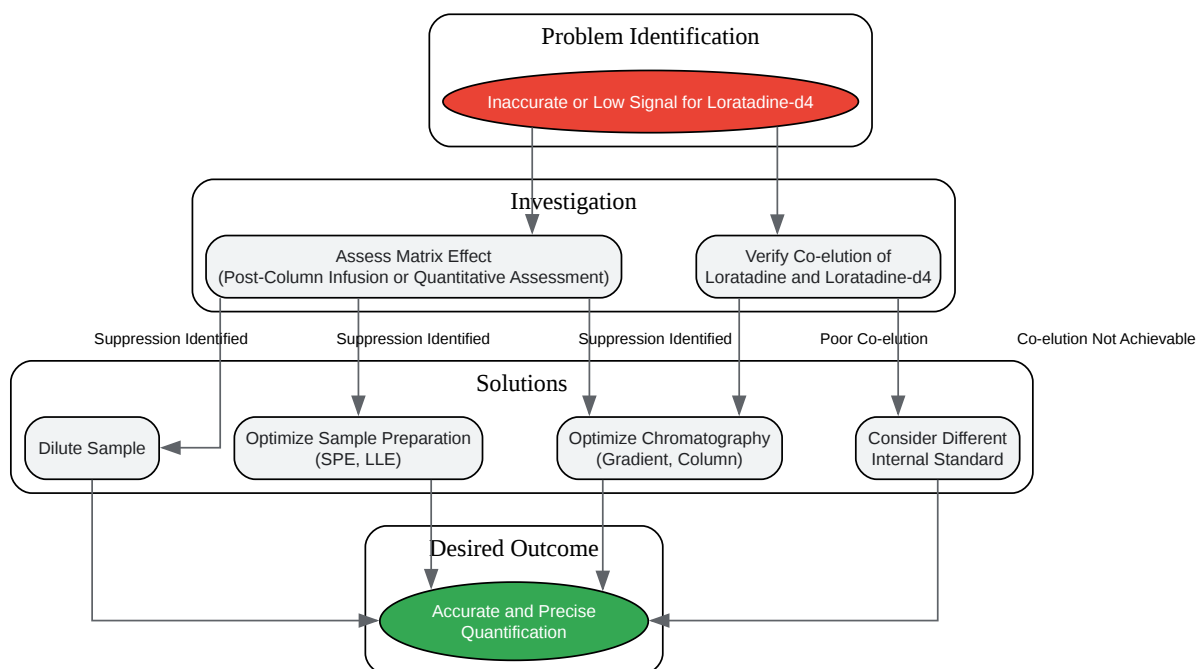 Problem Identification
Inaccurate or Low Signal for Loratadine-d4
Investigation
Assess Matrix Effect
(Post-Column Infusion or Quantitative Assessment)
Verify Co-elution of
Loratadine and Loratadine-d4
Suppression Identified
Suppression Identified
Suppression Identified
Poor Co-elution
Co-elution Not Achievable
Solutions
Dilute Sample
Optimize Sample Preparation
(SPE, LLE)
Optimize Chromatography
(Gradient, Column)
Consider Different
Internal Standard
Desired Outcome
Accurate and Precise
Quantification